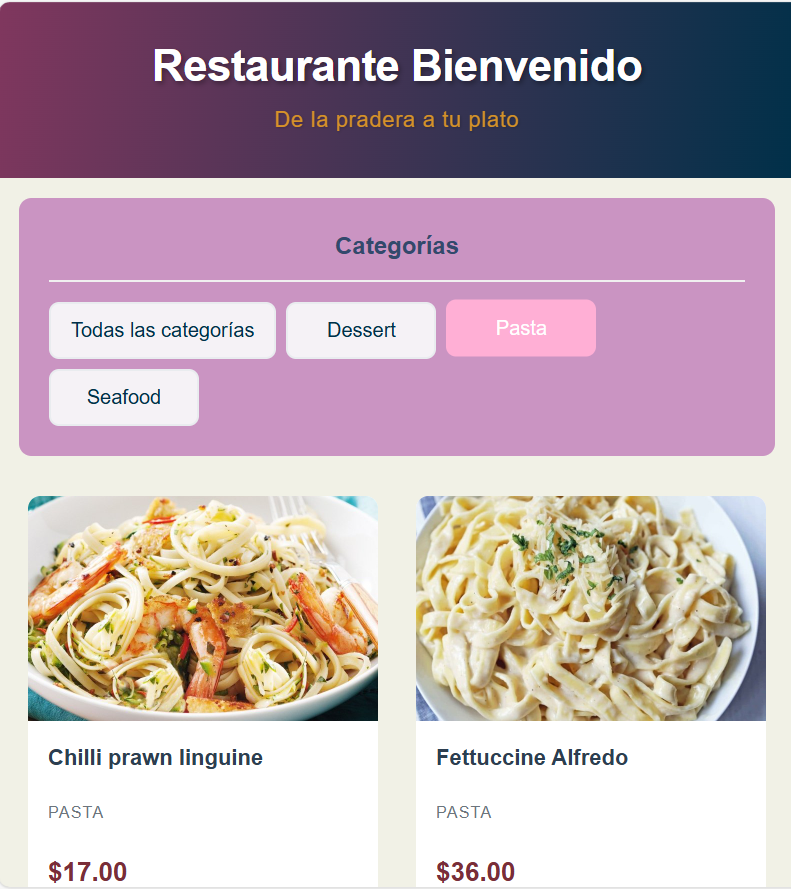 Restaurante Bienvenido
De la pradera a tu plato
Categorías
Todas las categorías
Dessert
Pasta
Seafood
Chilli prawn linguine
PASTA
$17.00
Fettuccine Alfredo
PASTA
$36.00